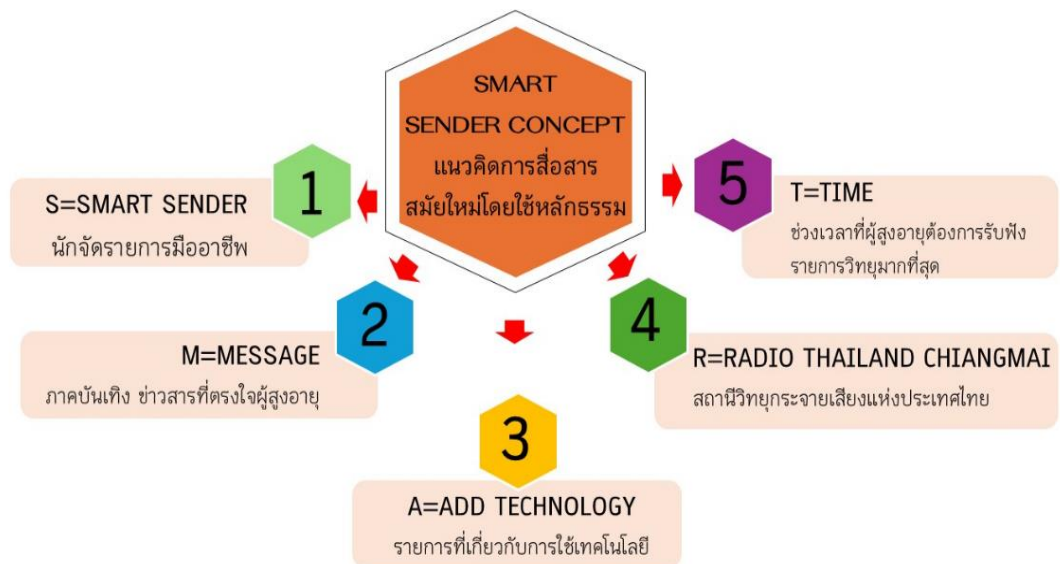 SMART
SENDER CONCEPT
แนวคิดการสื่อสาร
สมัยใหม่โดยใช้หลักธรรม
1
S=SMART SENDER
นักจัดรายการมืออาชีพ
2
M=MESSAGE
ภาคบันเทิง ข่าวสารที่ตรงใจผู้สูงอายุ
3
A=ADD TECHNOLOGY
รายการที่เกี่ยวกับการใช้เทคโนโลยี
4
R=RADIO THAILAND CHIANGMAI
สถานีวิทยุกระจายเสียงแห่งประเทศไทย
5
T=TIME
ช่วงเวลาที่ผู้สูงอายุต้องการรับฟัง
รายการวิทยุมากที่สุด